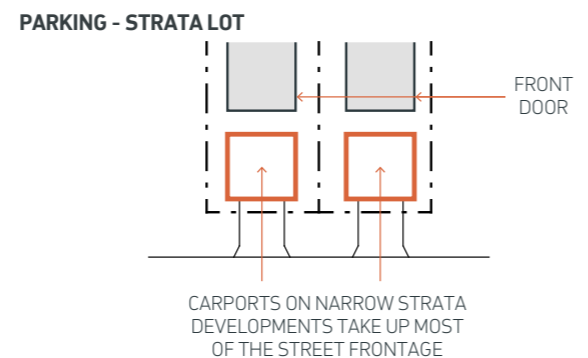 PARKING - STRATA LOT
FRONT
DOOR
CARPORTS ON NARROW STRATA
DEVELOPMENTS TAKE UP MOST
OF THE STREET FRONTAGE